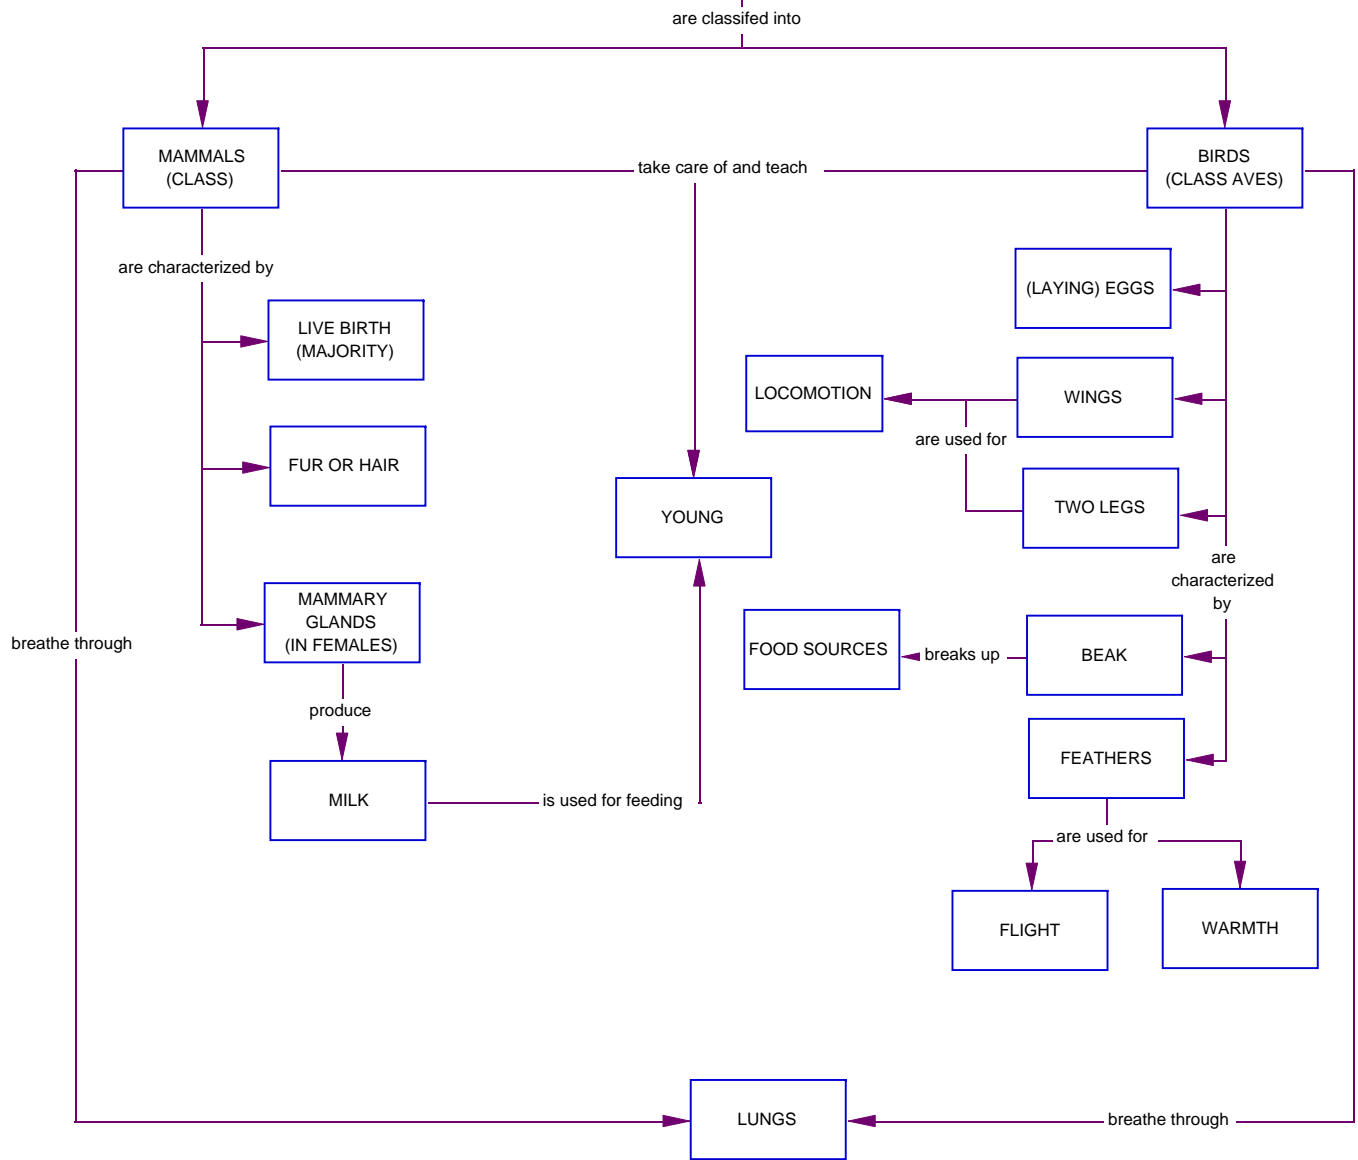 are classifed into
MAMMALS
(CLASS)
take care of and teach
BIRDS
(CLASS AVES)
are characterized by
(LAYING) EGGS
LIVE BIRTH
(MAJORITY)
LOCOMOTION
WINGS
are used for
FUR OR HAIR
YOUNG
TWO LEGS
are
characterized
by
MAMMARY
GLANDS
(IN FEMALES)
breathe through
FOOD SOURCES
breaks up
BEAK
produce
FEATHERS
MILK
is used for feeding
are used for
FLIGHT
WARMTH
LUNGS
breathe through